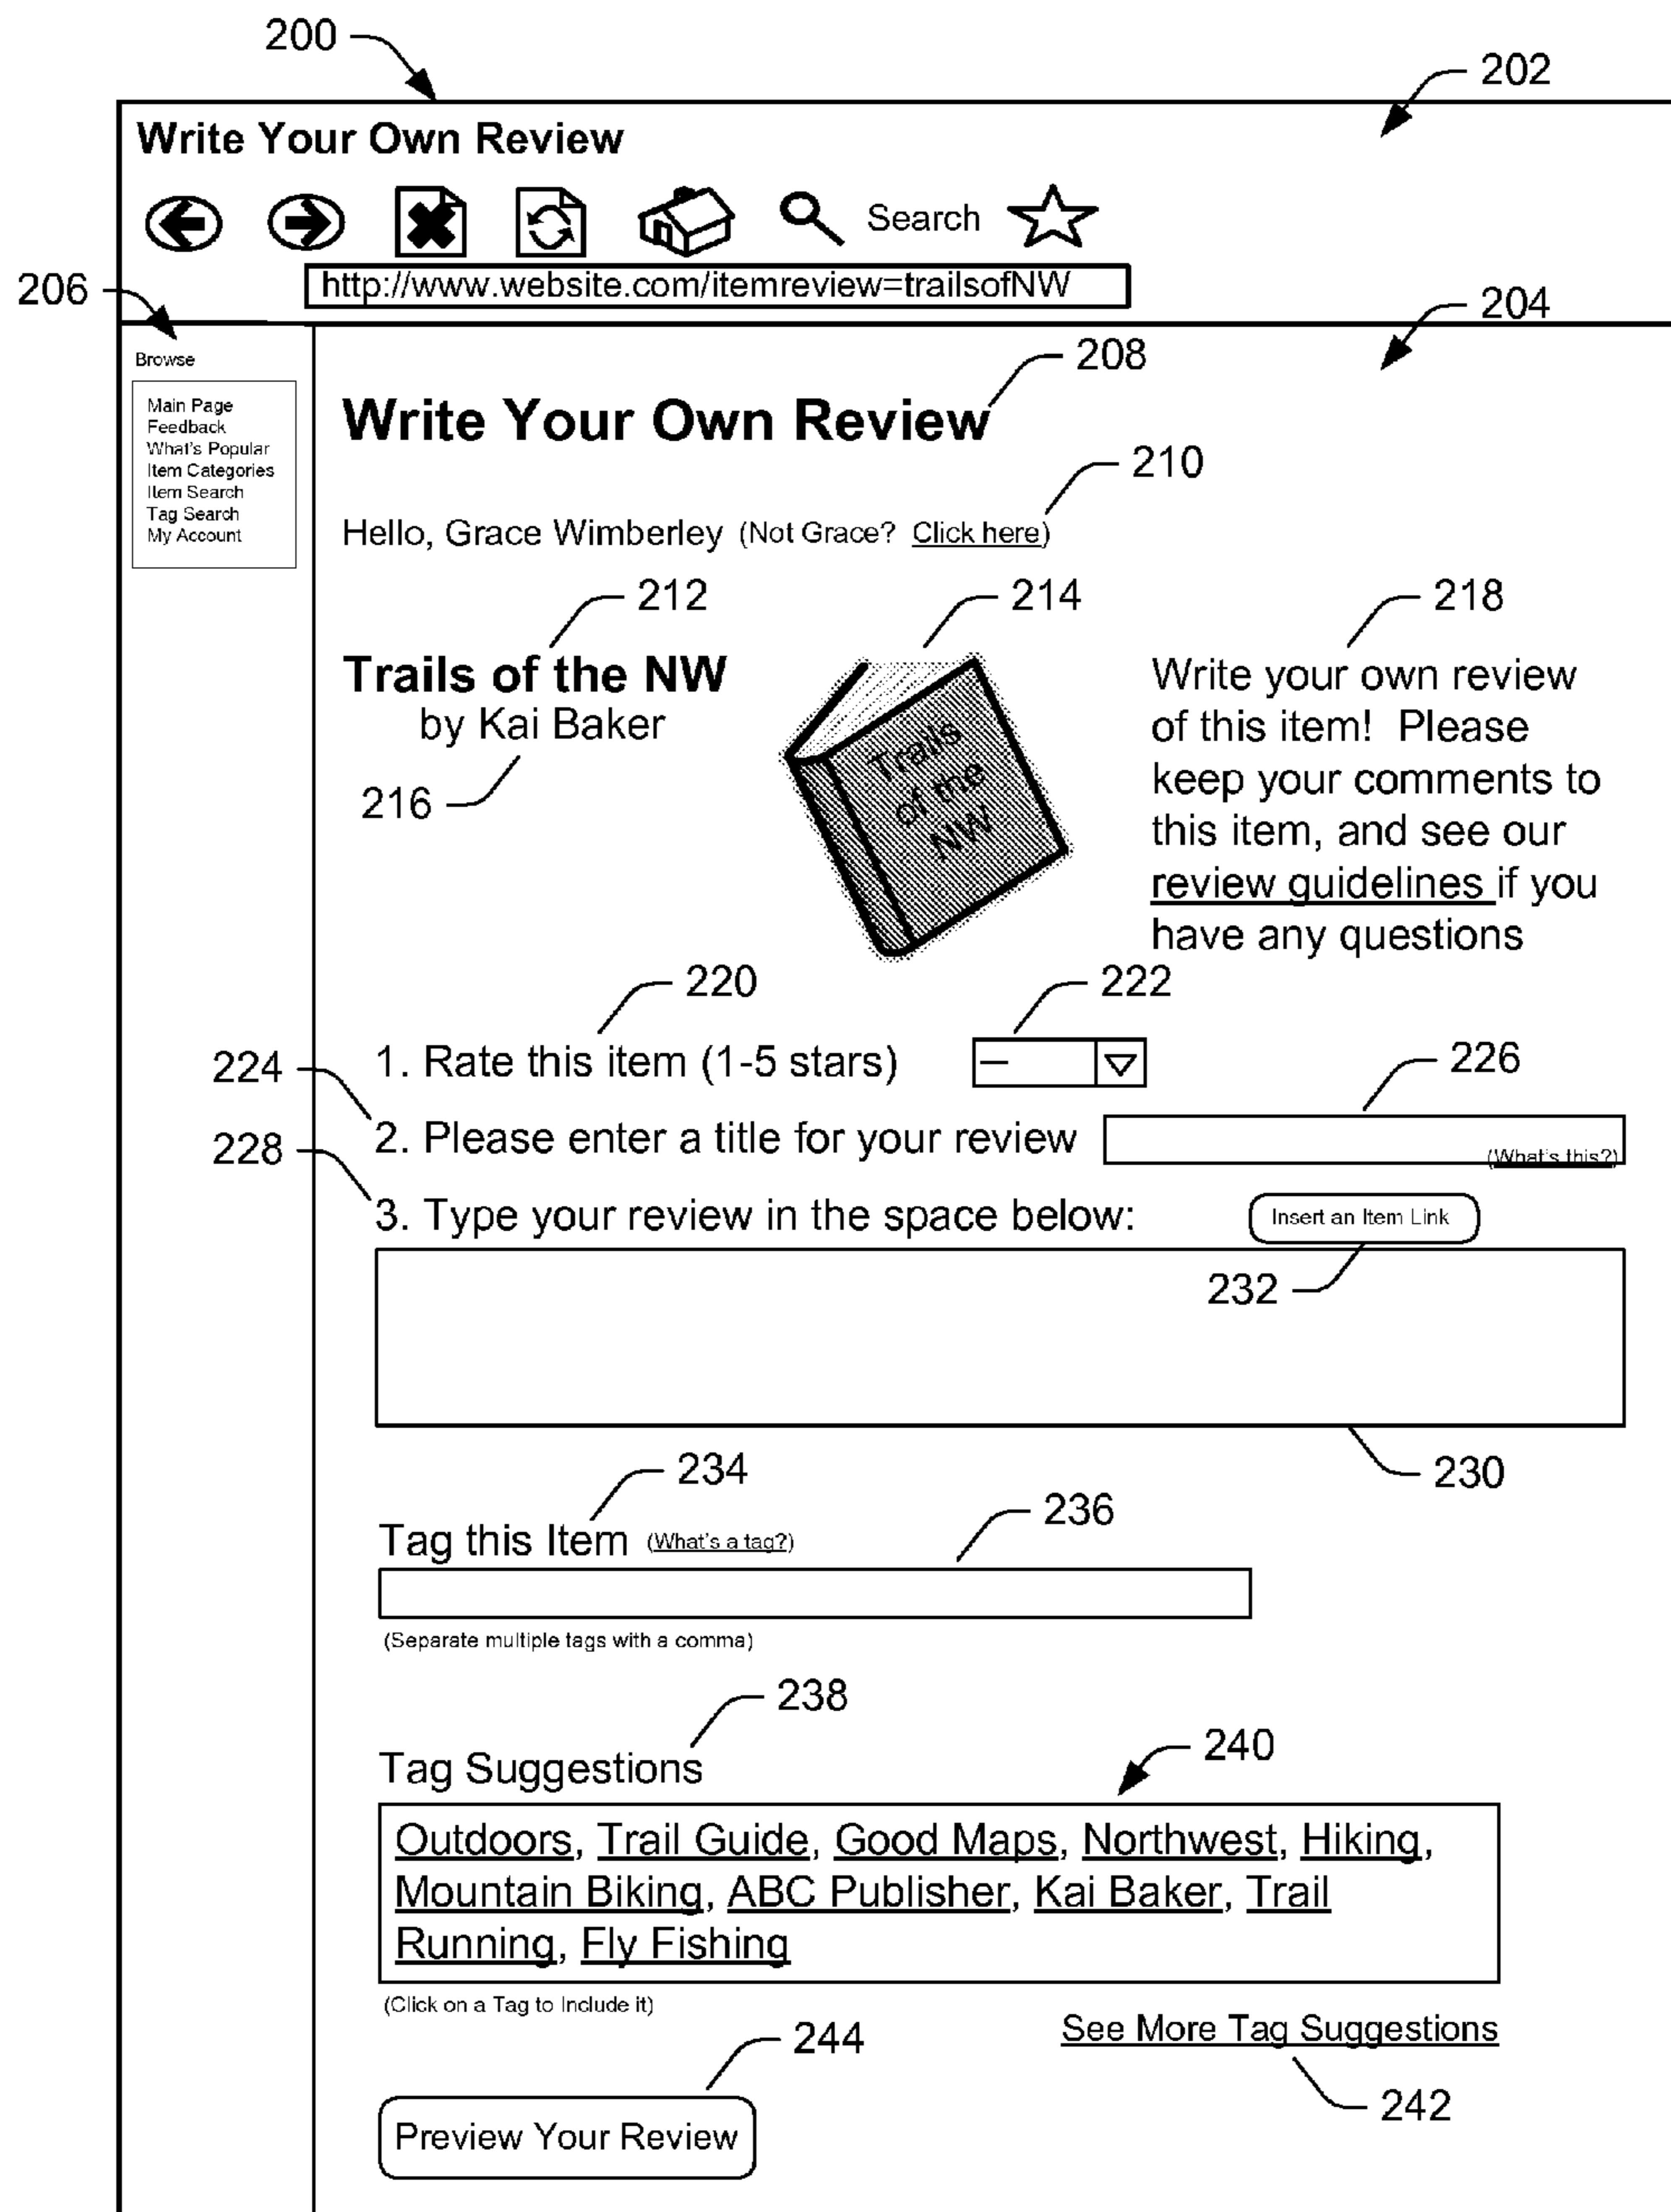 200
202
Write Your Own Review
Search
http://www.website.com/itemreview=trailsofNW
206
204
Browse
Main Page
Feedback
What's Popular
Item Categories
Item Search
Tag Search
My Account
208
Write Your Own Review
210
Hello, Grace Wimberley (Not Grace? Click here)
212
214
218
Trails of the NW
by Kai Baker
216
Trails
of the
NW
Write your own review
of this item! Please
keep your comments to
this item, and see our
review guidelines if you
have any questions
220
222
224
1. Rate this item (1-5 stars)
—
226
2. Please enter a title for your review
(What's this?)
228
3. Type your review in the space below:
Insert an Item Link
232
230
234
236
Tag this Item (What's a tag?)
(Separate multiple tags with a comma)
238
Tag Suggestions
240
Outdoors, Trail Guide, Good Maps, Northwest, Hiking,
Mountain Biking, ABC Publisher, Kai Baker, Trail
Running, Fly Fishing
(Click on a Tag to Include it)
See More Tag Suggestions
244
242
Preview Your Review